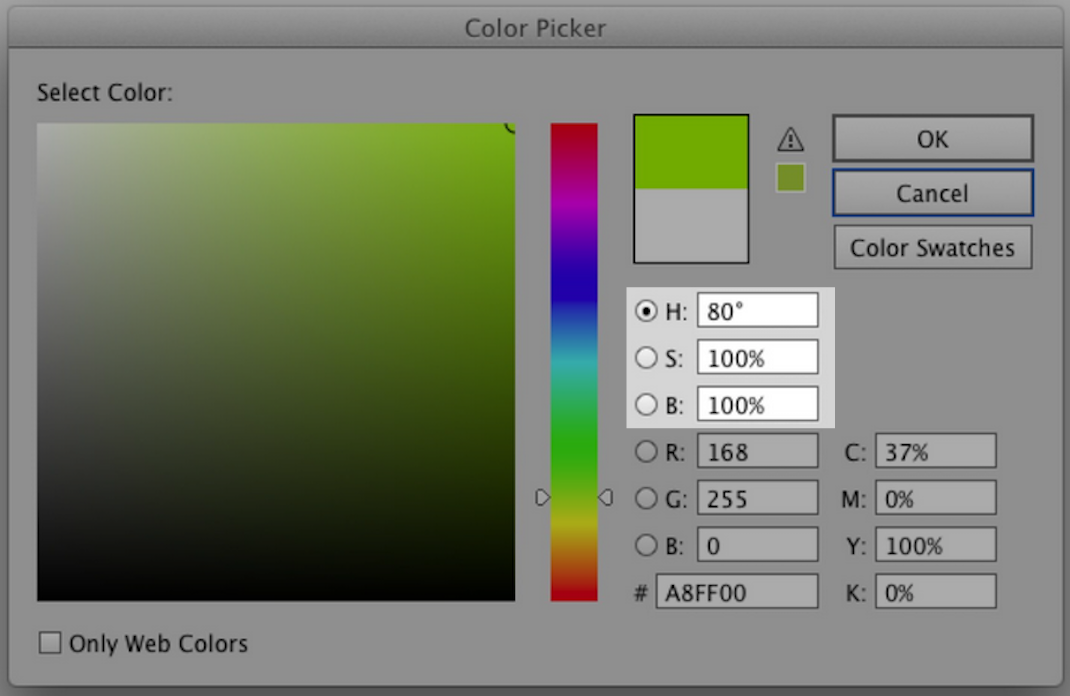 Color Picker
Select Color:
OK
Cancel
Color Swatches
H: 80°
S: 100%
B: 100%
R: 168 C: 37%
G: 255 M: 0%
B: 0 Y: 100%
# A8FF00 K: 0%
Only Web Colors